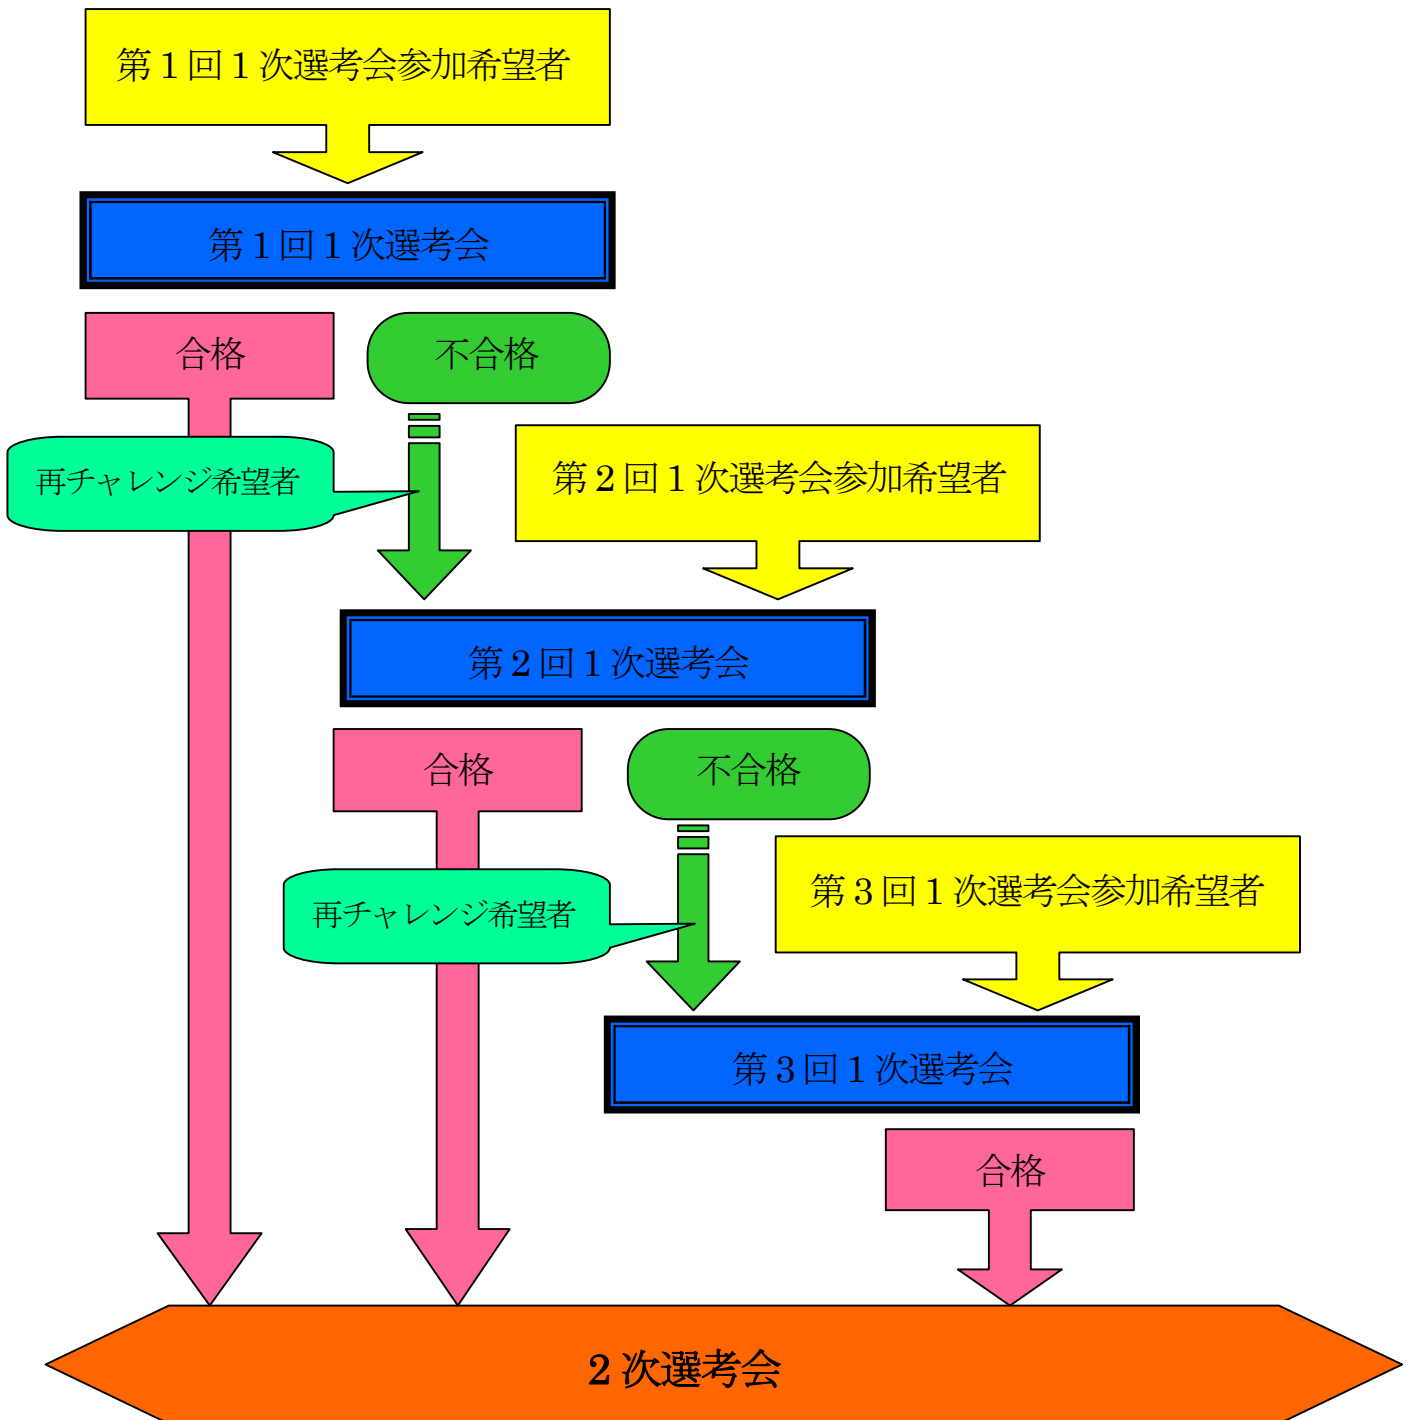 第1回1次選考会参加希望者
第1回1次選考会
合格
不合格
再チャレンジ希望者
第2回1次選考会参加希望者
第2回1次選考会
合格
不合格
再チャレンジ希望者
第3回1次選考会参加希望者
第3回1次選考会
合格
2次選考会